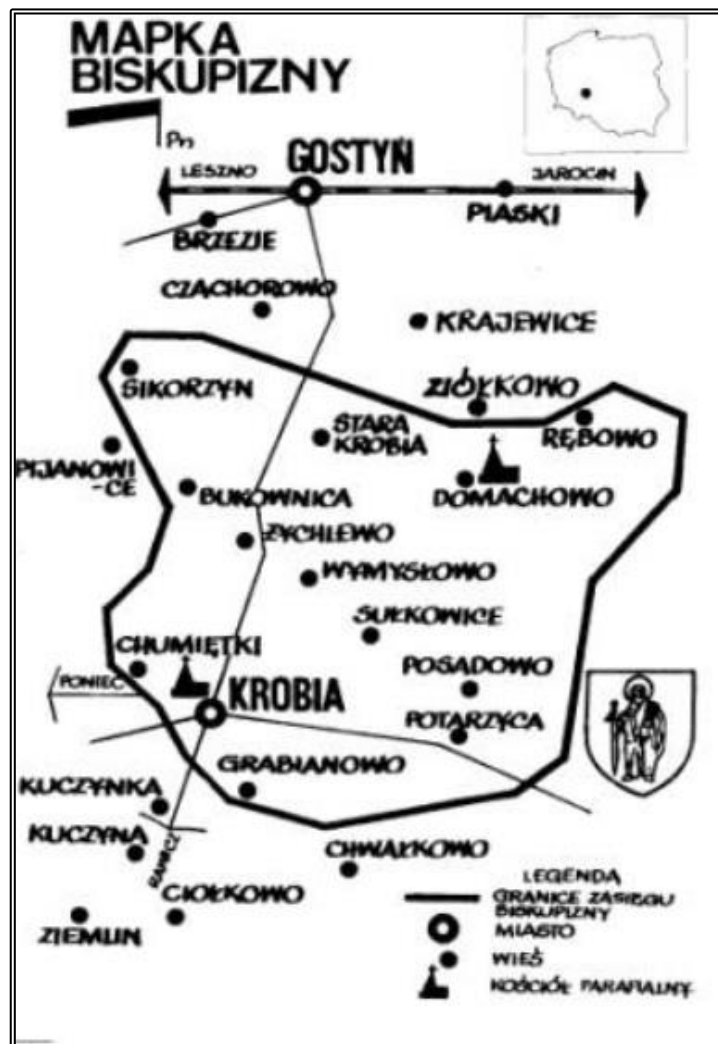 MAPKA
BISKUPIZNY
Pn
GOSTYŃ
LESZNO
JAROCIN
PIASKI
BRZEZIE
CZACHOROWO
KRAJEWICE
SIKORZYN
ZIÓŁKOWO
STARA
KROBIA
RĘBOWO
PIJANOWI
-CE
BUKOWNICA
DOMACHOWO
ŻYCHLEWO
WYMYSŁOWO
SUŁKOWICE
CHUMIĘTKI
POSADOWO
PONIEC
KROBIA
POTARZYCA
GRABIANOWO
KUCZYNKA
KUCZYNA
RAWICZ
CHWAŁKOWO
CIOŁKOWO
ZIEMLIN
LEGENDA
GRANICE ZASIĘGU
BISKUPIZNY
MIASTO
WIEŚ
KOŚCIÓŁ PARAFIALNY